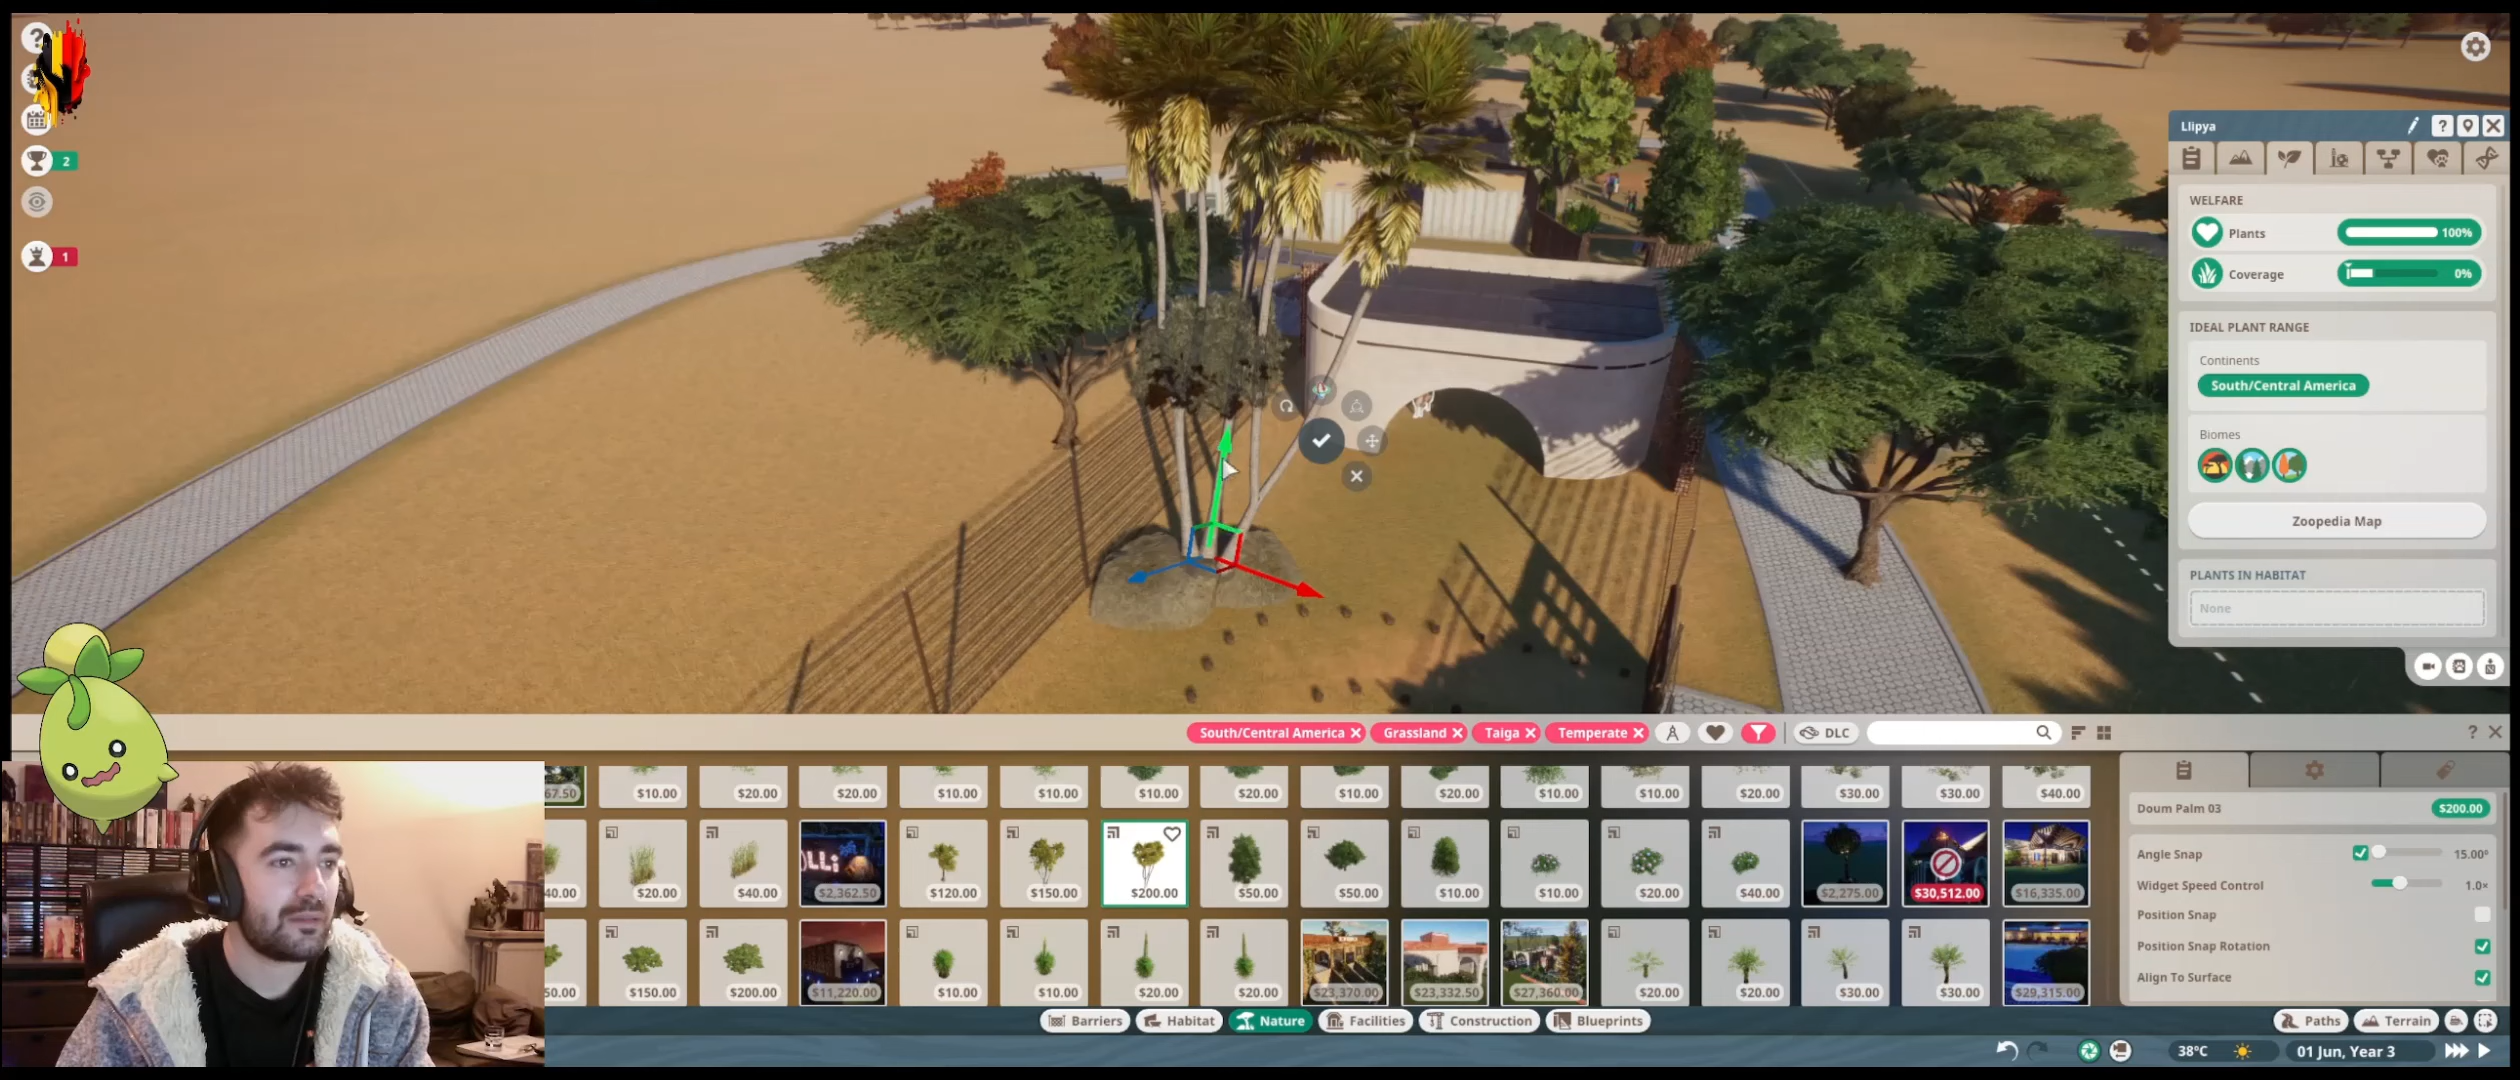 ?
2
1
Llipya
?
WELFARE
Plants 100%
Coverage 0%
IDEAL PLANT RANGE
Continents
South/Central America
Biomes
Zoopedia Map
PLANTS IN HABITAT
None
South/Central America Grassland Taiga Temperate DLC ?
67.50 $10.00 $20.00 $20.00 $10.00 $10.00 $10.00 $20.00 $10.00 $20.00 $10.00 $10.00 $20.00 $30.00 $30.00 $40.00
40.00 $20.00 $40.00 $2,362.50 $120.00 $150.00 $200.00 $50.00 $50.00 $10.00 $10.00 $20.00 $40.00 $2,275.00 $30,512.00 $16,335.00
50.00 $150.00 $200.00 $11,220.00 $10.00 $10.00 $20.00 $20.00 $23,370.00 $23,332.50 $27,360.00 $20.00 $20.00 $30.00 $30.00 $29,315.00
Doum Palm 03 $200.00
Angle Snap 15.00°
Widget Speed Control 1.0×
Position Snap
Position Snap Rotation
Align To Surface
Barriers Habitat Nature Facilities Construction Blueprints Paths Terrain
38°C 01 Jun, Year 3